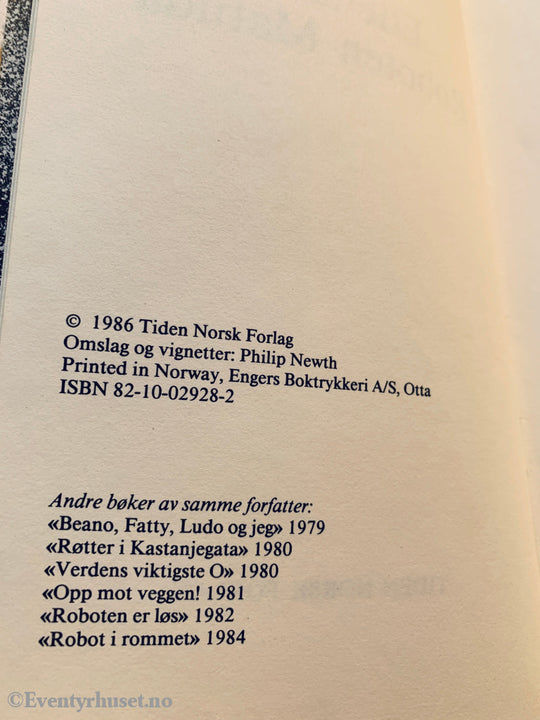 © 1986 Tiden Norsk Forlag
Omslag og vignetter: Philip Newth
Printed in Norway, Engers Boktrykkeri A/S, Otta
ISBN 82-10-02928-2
Andre bøker av samme forfatter:
«Beano, Fatty, Ludo og jeg» 1979
«Røtter i Kastanjegata» 1980
«Verdens viktigste O» 1980
«Opp mot veggen! 1981
«Roboten er løs» 1982
«Robot i rommet» 1984
©Eventyrhuset.no